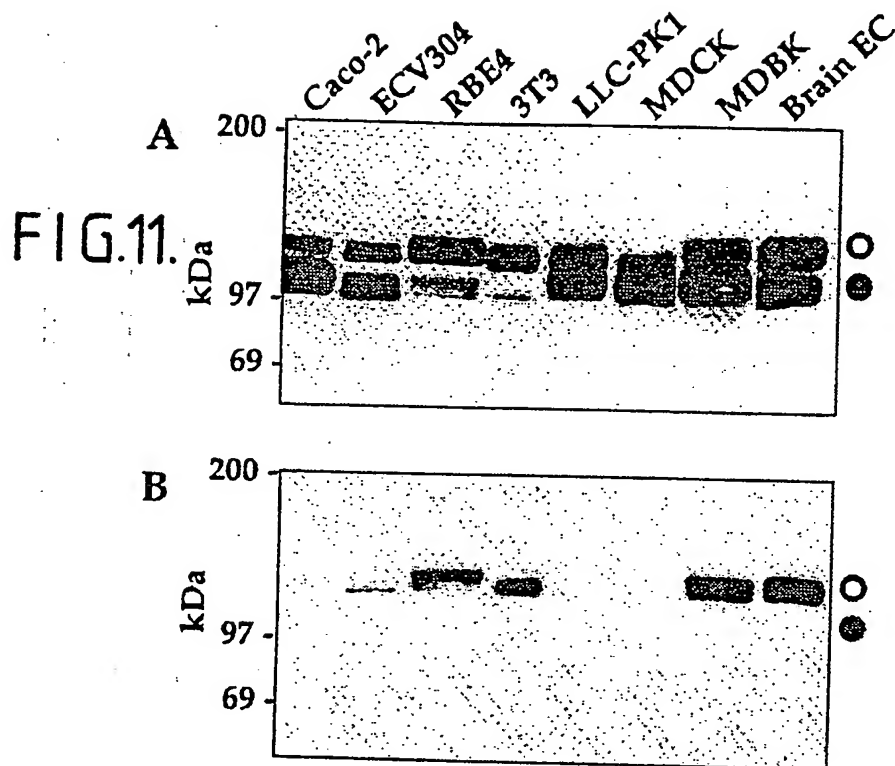 Caco-2
ECV304
RBE4
3T3
LLC-PK1
MDCK
MDBK
Brain EC
A
200
FIG.11.
kDa
97
69
B
200
kDa
97
69